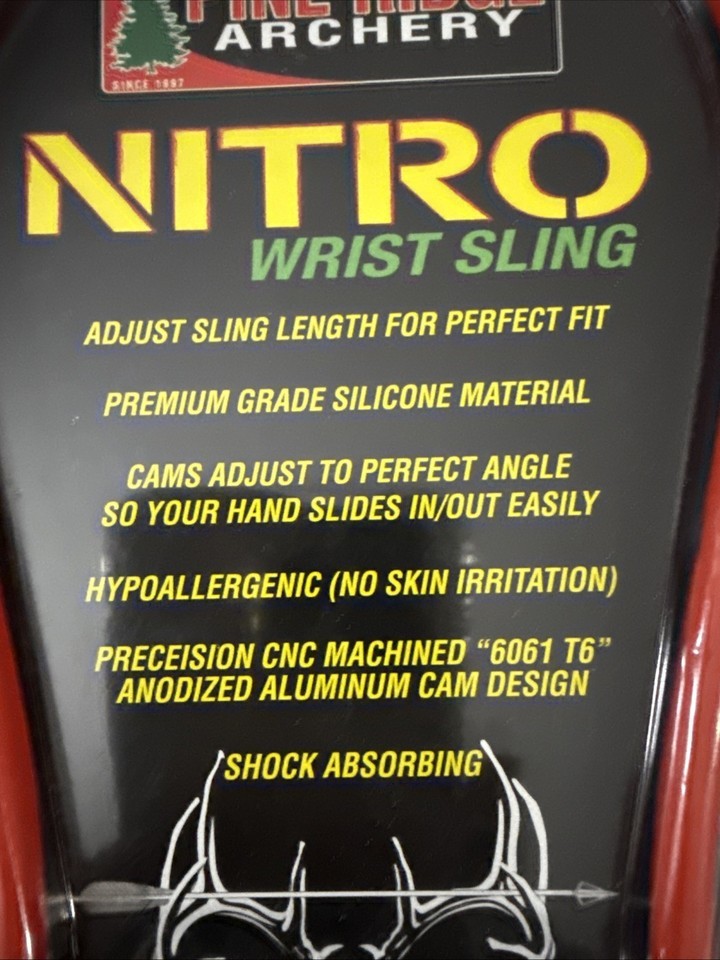 PINE RIDGE
ARCHERY
SINCE 1997
NITRO
WRIST SLING
ADJUST SLING LENGTH FOR PERFECT FIT
PREMIUM GRADE SILICONE MATERIAL
CAMS ADJUST TO PERFECT ANGLE
SO YOUR HAND SLIDES IN/OUT EASILY
HYPOALLERGENIC (NO SKIN IRRITATION)
PRECEISION CNC MACHINED “6061 T6”
ANODIZED ALUMINUM CAM DESIGN
SHOCK ABSORBING